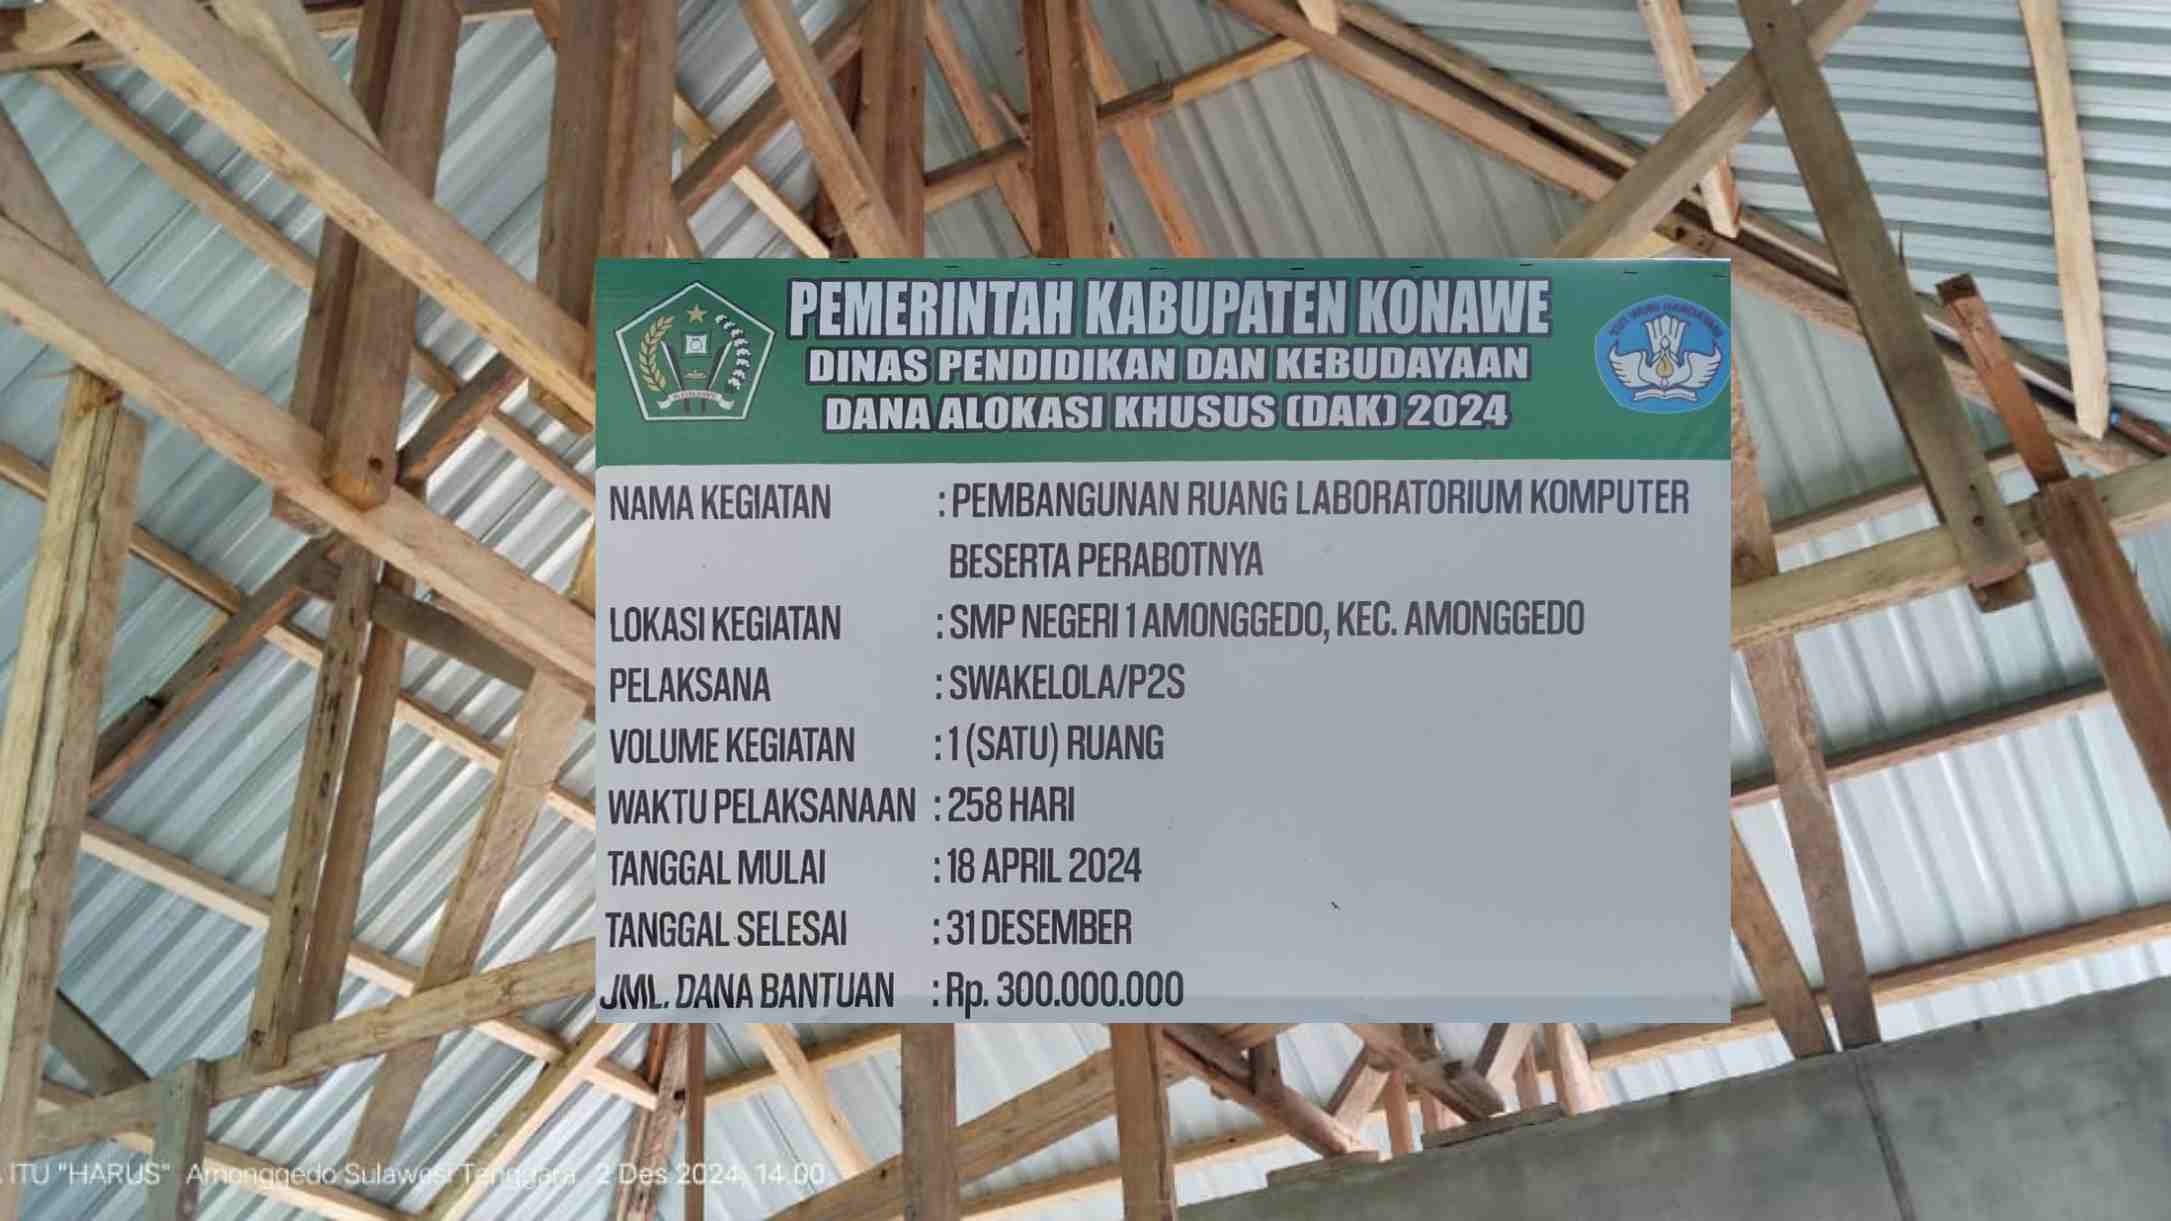 PEMERINTAH KABUPATEN KONAWE
DINAS PENDIDIKAN DAN KEBUDAYAAN
DANA ALOKASI KHUSUS (DAK) 2024
NAMA KEGIATAN : PEMBANGUNAN RUANG LABORATORIUM KOMPUTER
BESERTA PERABOTNYA
LOKASI KEGIATAN : SMP NEGERI 1 AMONGGEDO, KEC. AMONGGEDO
PELAKSANA : SWAKELOLA/P2S
VOLUME KEGIATAN : 1 (SATU) RUANG
WAKTU PELAKSANAAN : 258 HARI
TANGGAL MULAI : 18 APRIL 2024
TANGGAL SELESAI : 31 DESEMBER
JML. DANA BANTUAN : Rp. 300.000.000
ITU "HARUS" Amonggedo Sulawesi Tenggara 2 Des 2024, 14.00